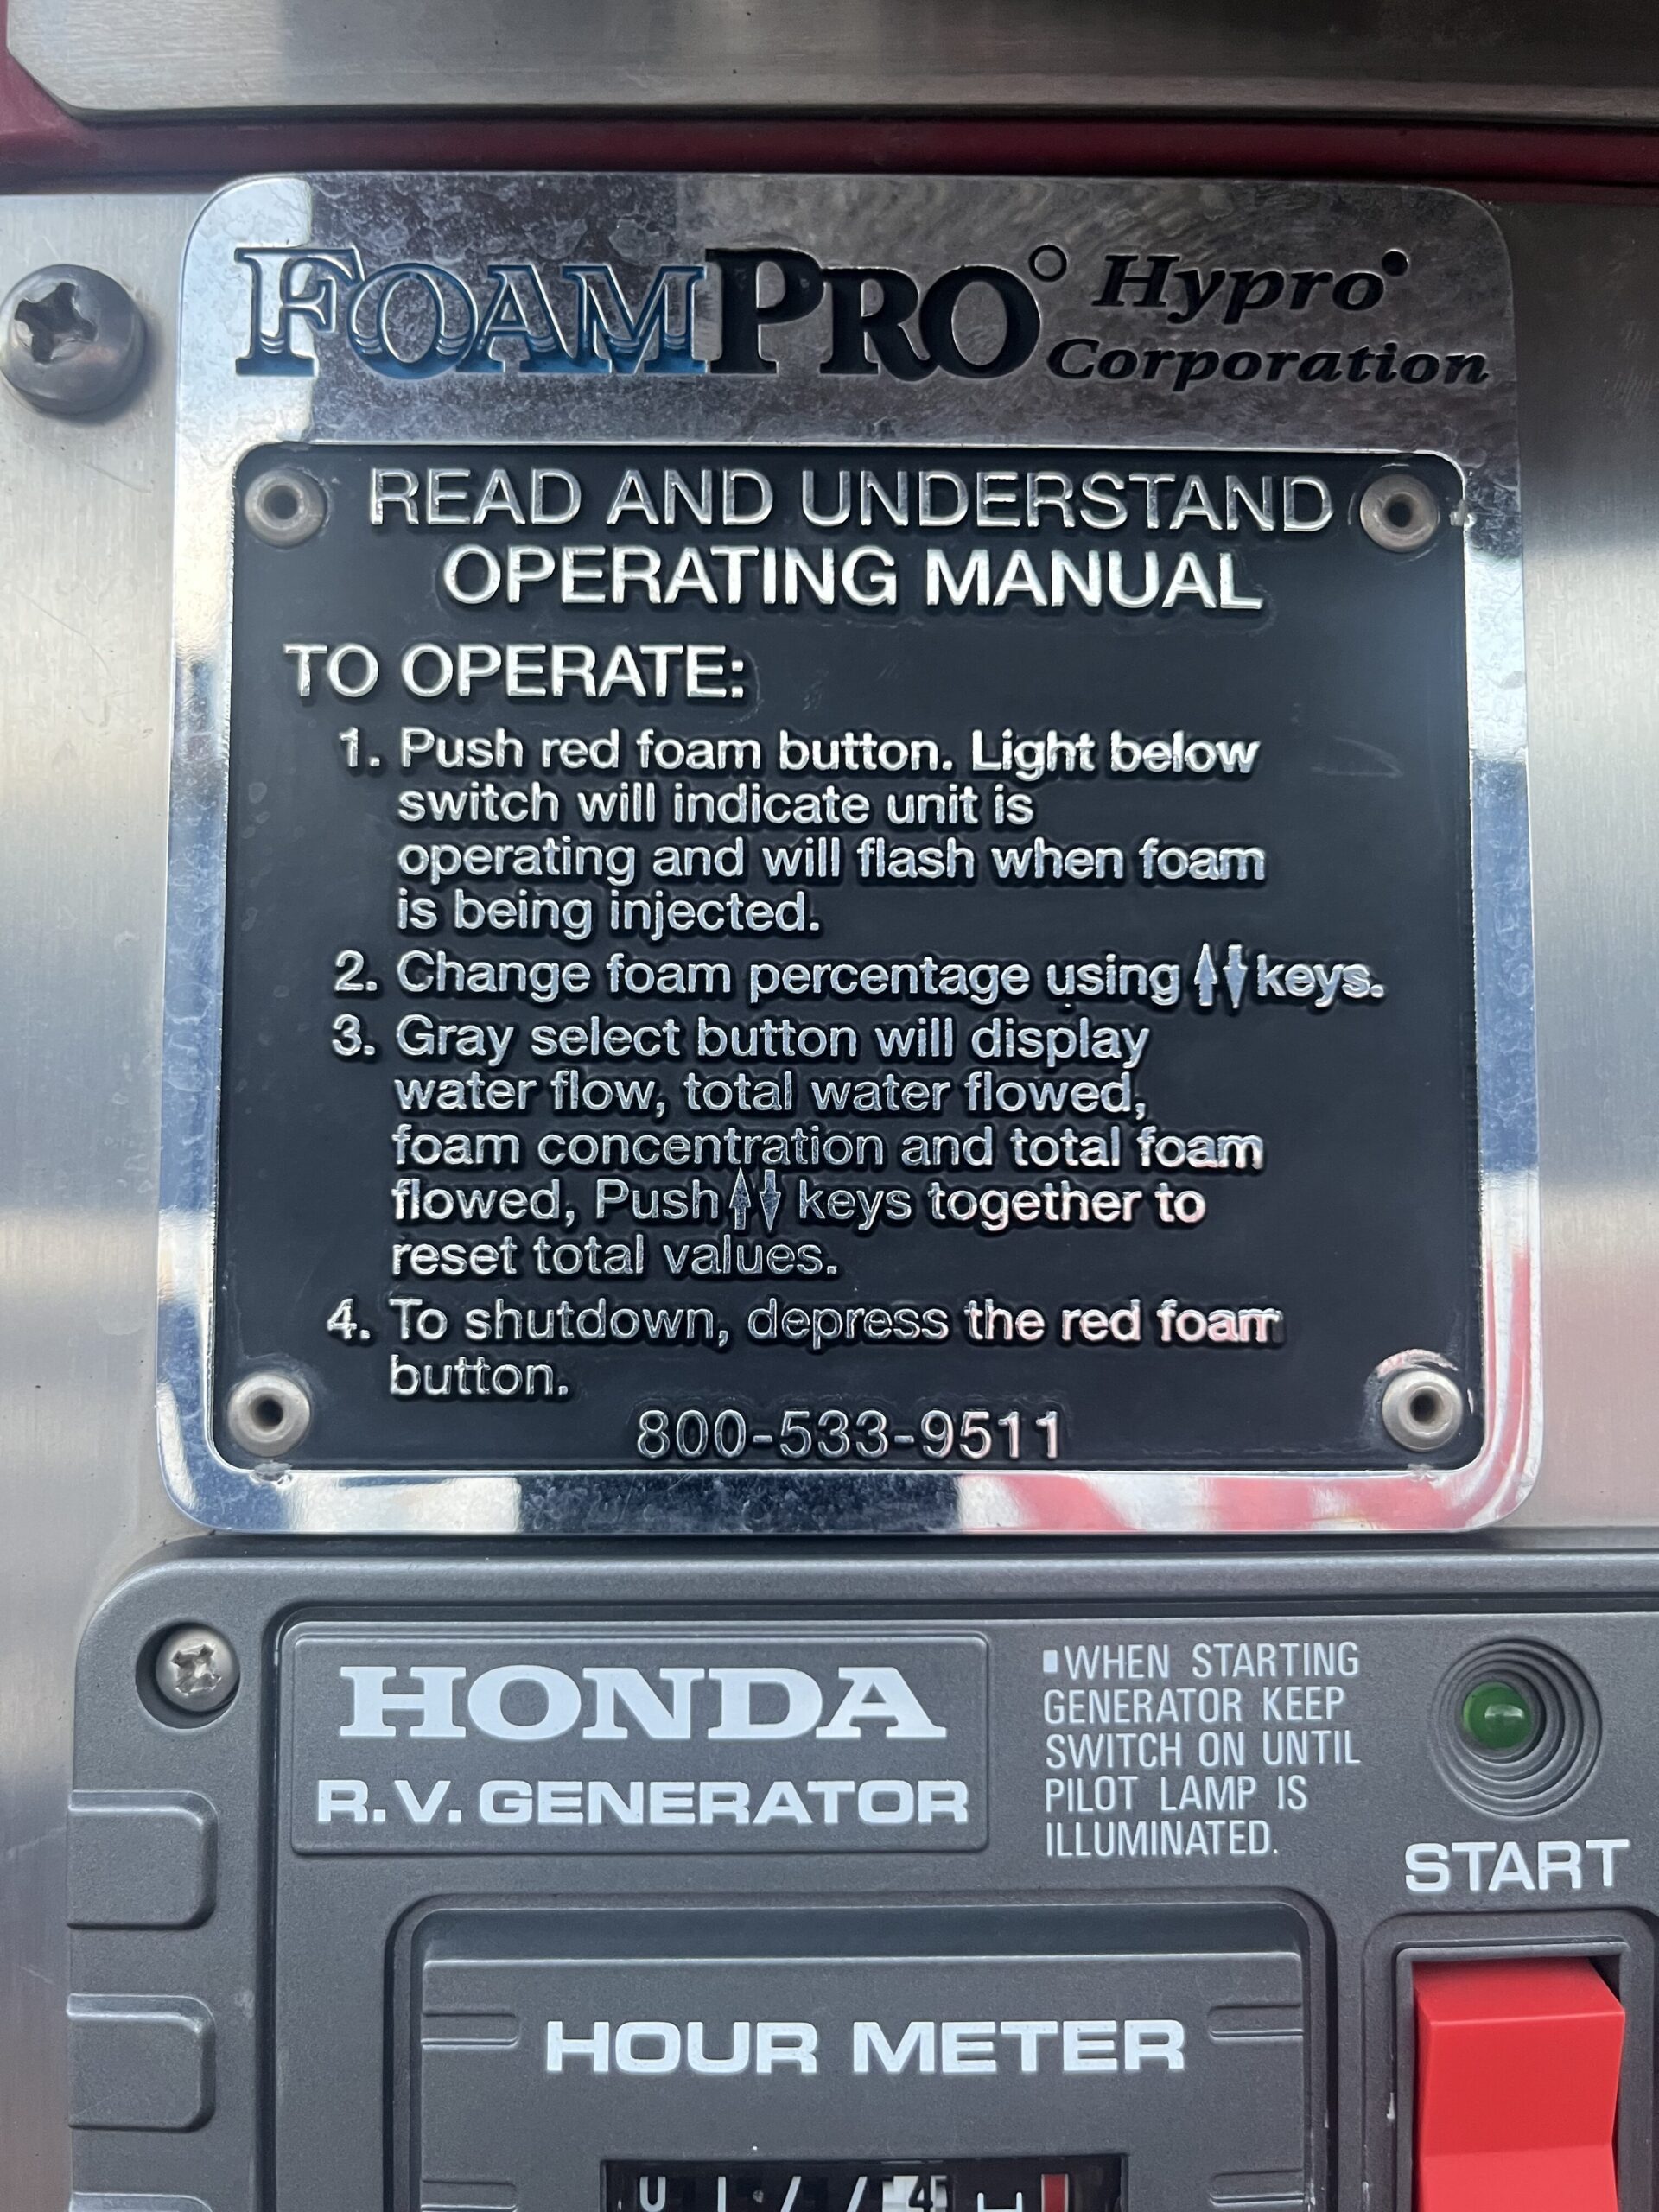 FOAMPRO Hypro
Corporation
READ AND UNDERSTAND
OPERATING MANUAL
TO OPERATE:
1. Push red foam button. Light below
switch will indicate unit is
operating and will flash when foam
is being injected.
2. Change foam percentage using ⬆⬇ keys.
3. Gray select button will display
water flow, total water flowed,
foam concentration and total foam
flowed, Push ⬆⬇ keys together to
reset total values.
4. To shutdown, depress the red foam
button.
800-533-9511
HONDA
R.V. GENERATOR
▪WHEN STARTING
GENERATOR KEEP
SWITCH ON UNTIL
PILOT LAMP IS
ILLUMINATED.
START
HOUR METER